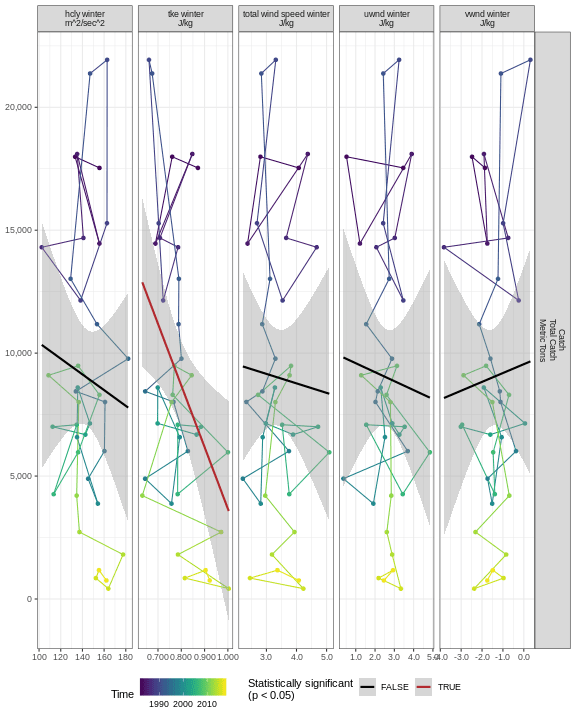 hcly winter
m^2/sec^2
tke winter
J/kg
total wind speed winter
J/kg
uwnd winter
J/kg
vwnd winter
J/kg
20,000
15,000
10,000
5,000
0
Catch
Total Catch
Metric Tons
100 120 140 160 180
0.700 0.800 0.900 1.000
3.0 4.0 5.0
1.0 2.0 3.0 4.0 5.0
-4.0 -3.0 -2.0 -1.0 0.0
Time
1990 2000 2010
Statistically significant
(p < 0.05)
FALSE
TRUE